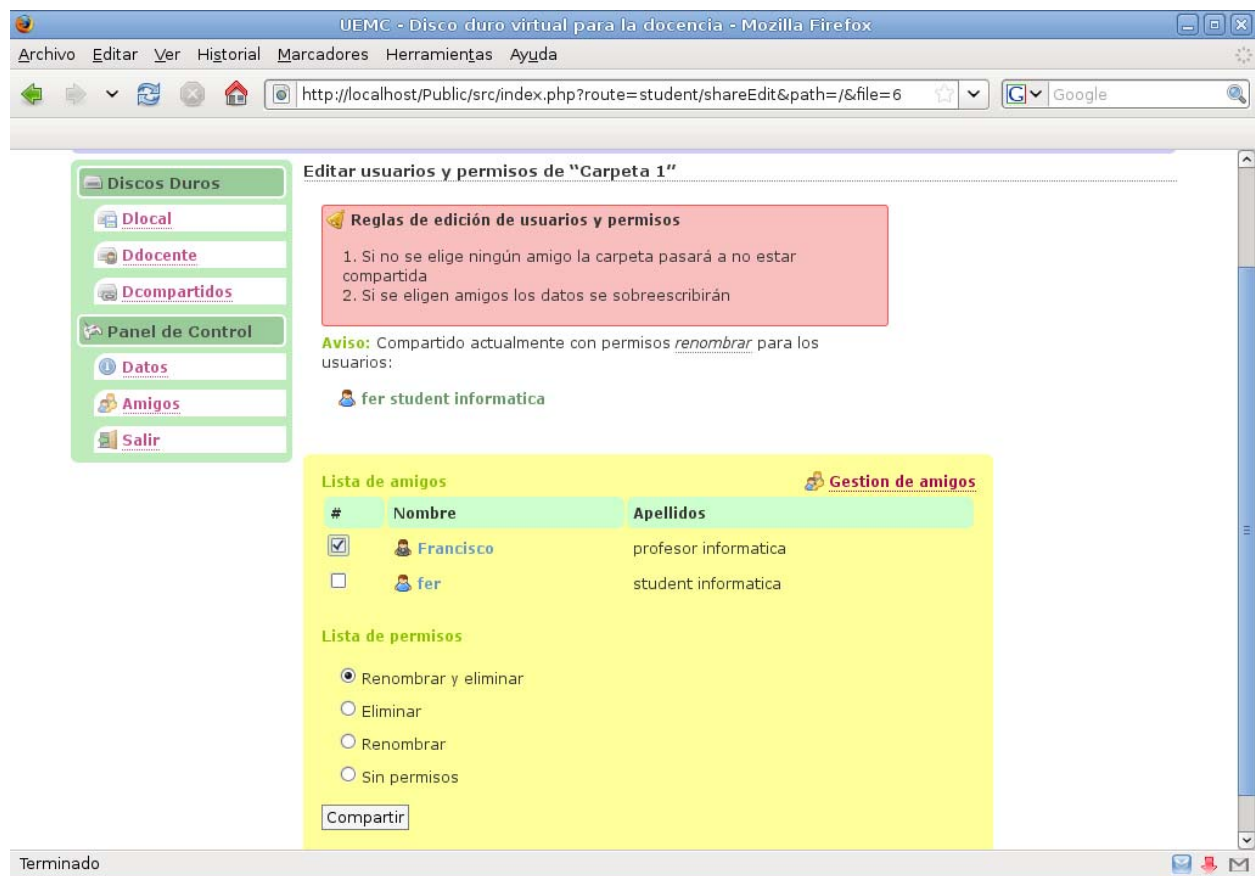 UEMC - Disco duro virtual para la docencia - Mozilla Firefox
Archivo Editar Ver Historial Marcadores Herramientas Ayuda
http://localhost/Public/src/index.php?route=student/shareEdit&path=/&file=6
G Google
Discos Duros
Dlocal
Ddocente
Dcompartidos
Panel de Control
Datos
Amigos
Salir
Editar usuarios y permisos de "Carpeta 1"
Reglas de edición de usuarios y permisos
1. Si no se elige ningún amigo la carpeta pasará a no estar
compartida
2. Si se eligen amigos los datos se sobreescribirán
Aviso: Compartido actualmente con permisos renombrar para los
usuarios:
fer student informatica
Lista de amigos Gestion de amigos
# Nombre Apellidos
Francisco profesor informatica
fer student informatica
Lista de permisos
Renombrar y eliminar
Eliminar
Renombrar
Sin permisos
Compartir
Terminado